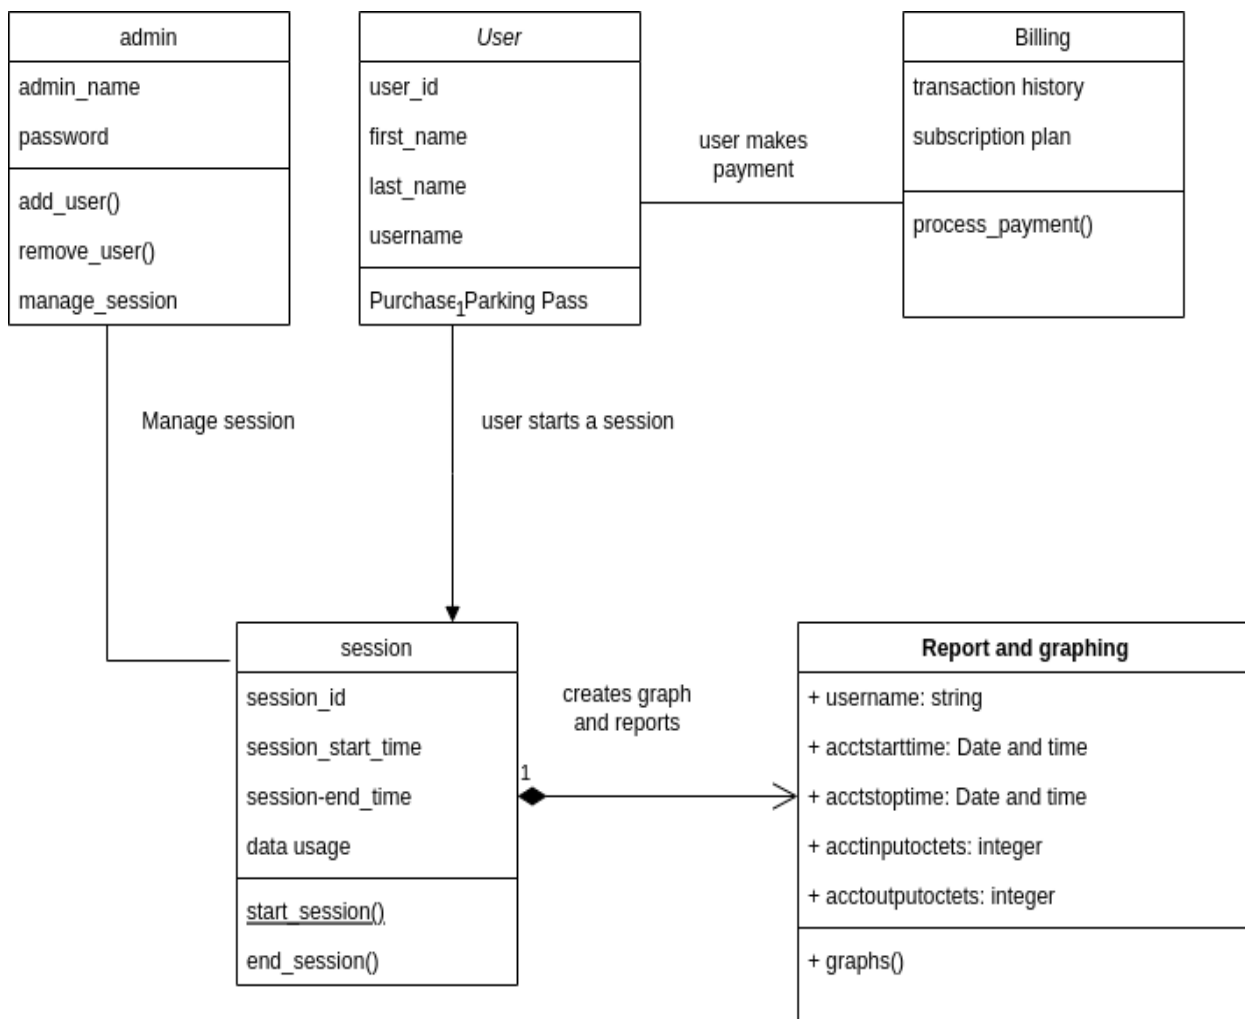 admin
admin_name
password
add_user()
remove_user()
manage_session
User
user_id
first_name
last_name
username
Purchase Parking Pass
1
user makes
payment
Billing
transaction history
subscription plan
process_payment()
Manage session
user starts a session
session
session_id
session_start_time
session-end_time
data usage
start_session()
end_session()
creates graph
and reports
1
Report and graphing
+ username: string
+ acctstarttime: Date and time
+ acctstoptime: Date and time
+ acctinputoctets: integer
+ acctoutputoctets: integer
+ graphs()